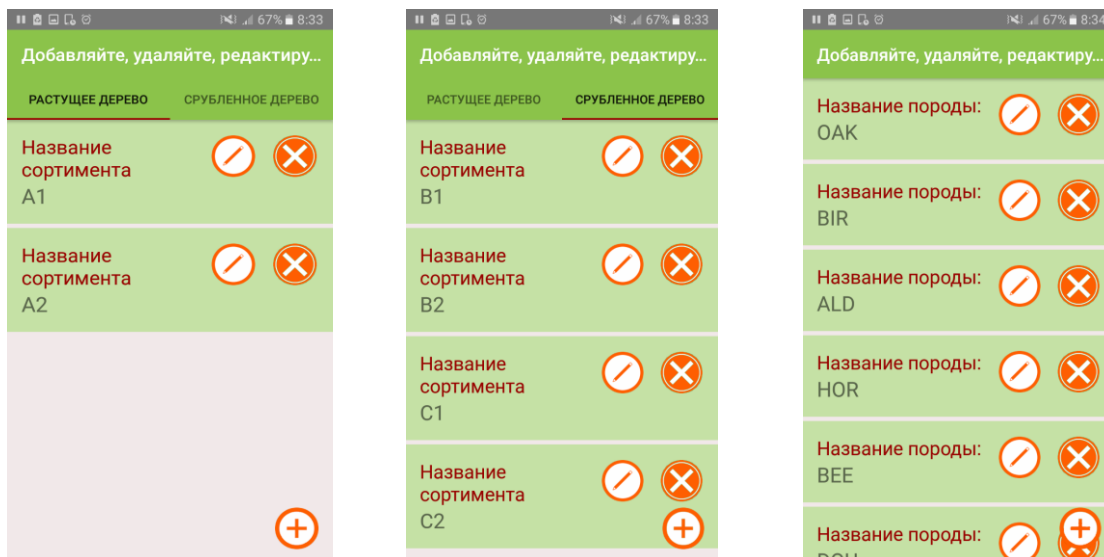 67% 8:33
Добавляйте, удаляйте, редактиру...
РАСТУЩЕЕ ДЕРЕВО СРУБЛЕННОЕ ДЕРЕВО
Название
сортимента
A1
Название
сортимента
A2
67% 8:33
Добавляйте, удаляйте, редактиру...
РАСТУЩЕЕ ДЕРЕВО СРУБЛЕННОЕ ДЕРЕВО
Название
сортимента
B1
Название
сортимента
B2
Название
сортимента
C1
Название
сортимента
C2
67% 8:34
Добавляйте, удаляйте, редактиру...
Название породы:
OAK
Название породы:
BIR
Название породы:
ALD
Название породы:
HOR
Название породы:
BEE
Название породы: